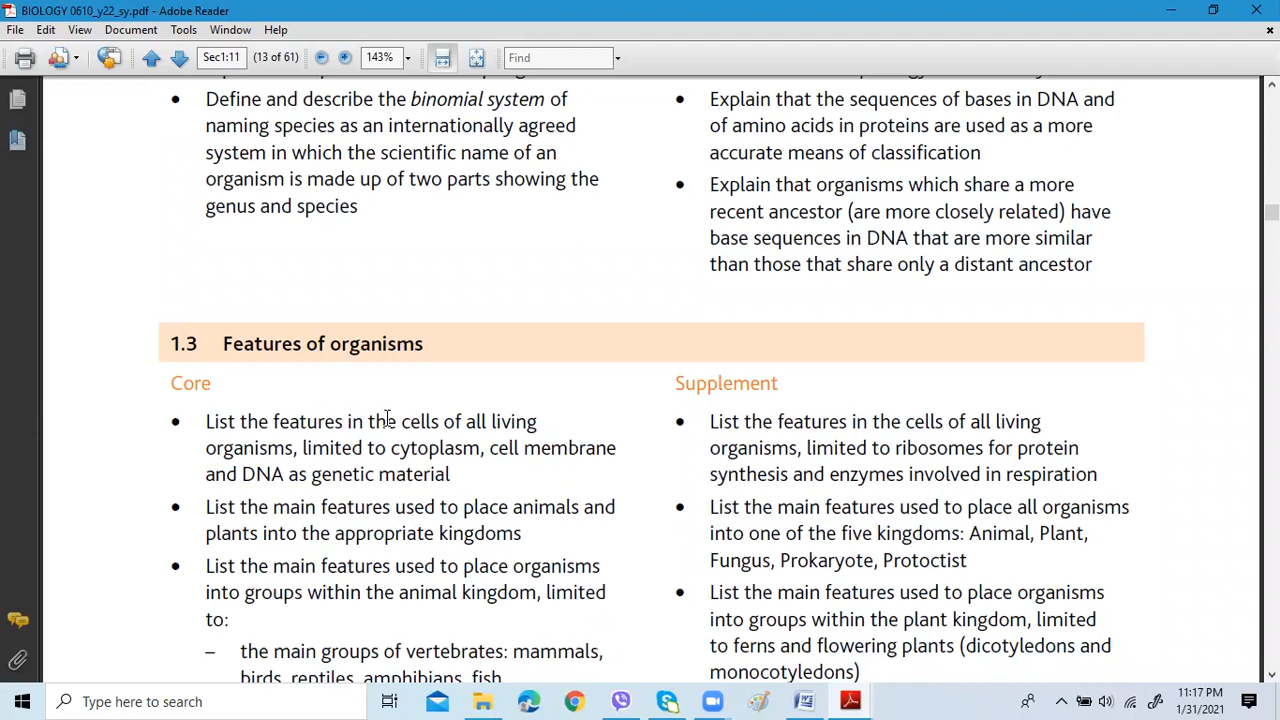 BIOLOGY 0610_y22_sy.pdf - Adobe Reader
File Edit View Document Tools Window Help
Sec1:11 (13 of 61) 143% Find
• Define and describe the binomial system of
naming species as an internationally agreed
system in which the scientific name of an
organism is made up of two parts showing the
genus and species
• Explain that the sequences of bases in DNA and
of amino acids in proteins are used as a more
accurate means of classification
• Explain that organisms which share a more
recent ancestor (are more closely related) have
base sequences in DNA that are more similar
than those that share only a distant ancestor
1.3 Features of organisms
Core
• List the features in the cells of all living
organisms, limited to cytoplasm, cell membrane
and DNA as genetic material
• List the main features used to place animals and
plants into the appropriate kingdoms
• List the main features used to place organisms
into groups within the animal kingdom, limited
to:
– the main groups of vertebrates: mammals,
birds, reptiles, amphibians, fish
Supplement
• List the features in the cells of all living
organisms, limited to ribosomes for protein
synthesis and enzymes involved in respiration
• List the main features used to place all organisms
into one of the five kingdoms: Animal, Plant,
Fungus, Prokaryote, Protoctist
• List the main features used to place organisms
into groups within the plant kingdom, limited
to ferns and flowering plants (dicotyledons and
monocotyledons)
Type here to search
11:17 PM
1/31/2021